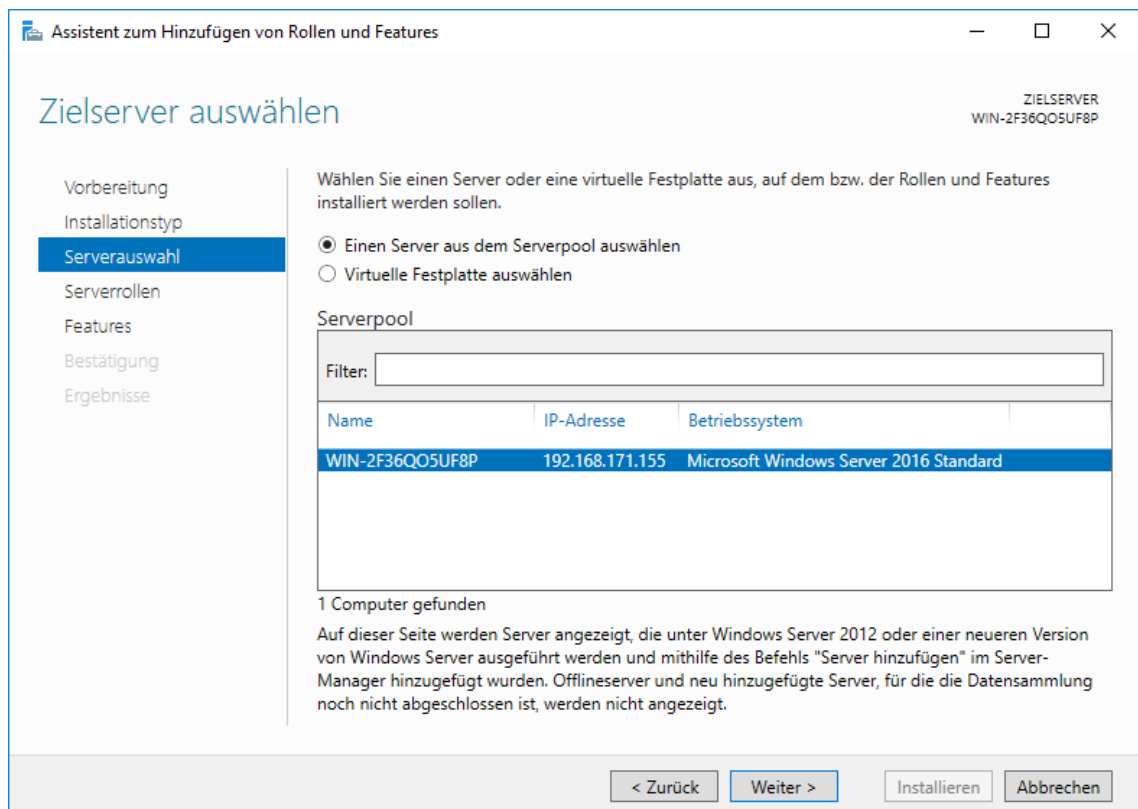 Assistent zum Hinzufügen von Rollen und Features
Zielserver auswählen
ZIELSERVER
WIN-2F36QO5UF8P
Vorbereitung
Installationstyp
Serverauswahl
Serverrollen
Features
Bestätigung
Ergebnisse
Wählen Sie einen Server oder eine virtuelle Festplatte aus, auf dem bzw. der Rollen und Features
installiert werden sollen.
Einen Server aus dem Serverpool auswählen
Virtuelle Festplatte auswählen
Serverpool
Filter:
Name IP-Adresse Betriebssystem
WIN-2F36QO5UF8P 192.168.171.155 Microsoft Windows Server 2016 Standard
1 Computer gefunden
Auf dieser Seite werden Server angezeigt, die unter Windows Server 2012 oder einer neueren Version
von Windows Server ausgeführt werden und mithilfe des Befehls "Server hinzufügen" im Server-
Manager hinzugefügt wurden. Offlineserver und neu hinzugefügte Server, für die die Datensammlung
noch nicht abgeschlossen ist, werden nicht angezeigt.
< Zurück Weiter > Installieren Abbrechen